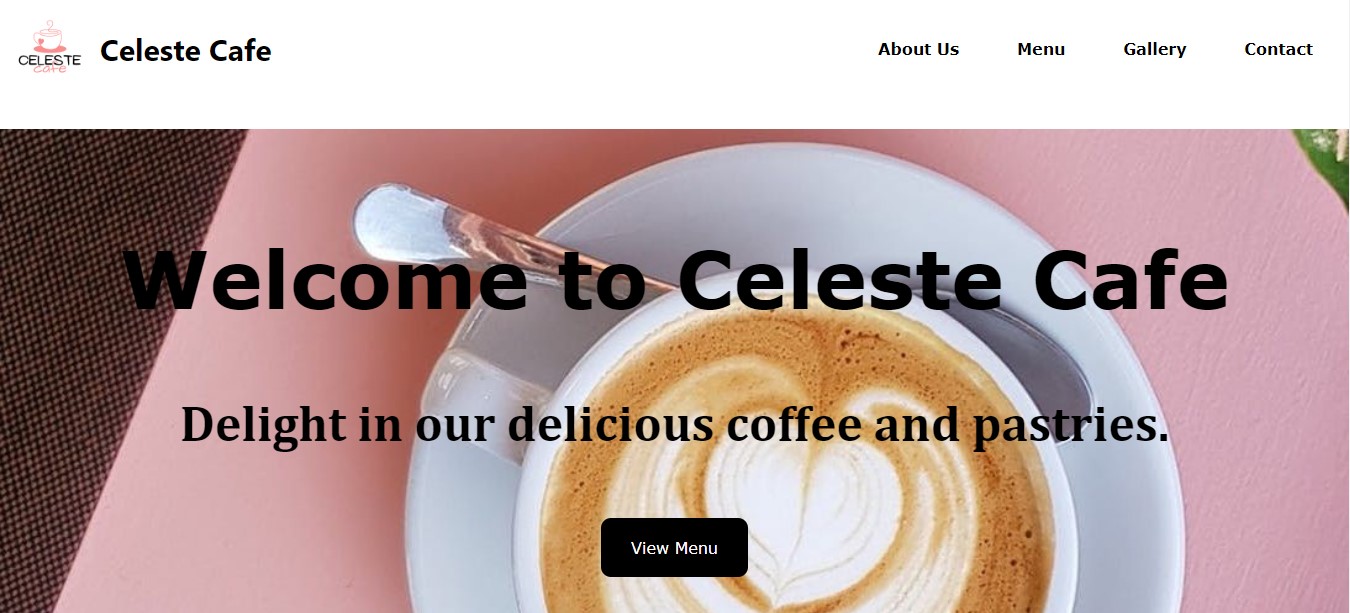 CELESTE
cafe
Celeste Cafe
About Us
Menu
Gallery
Contact
Welcome to Celeste Cafe
Delight in our delicious coffee and pastries.
View Menu